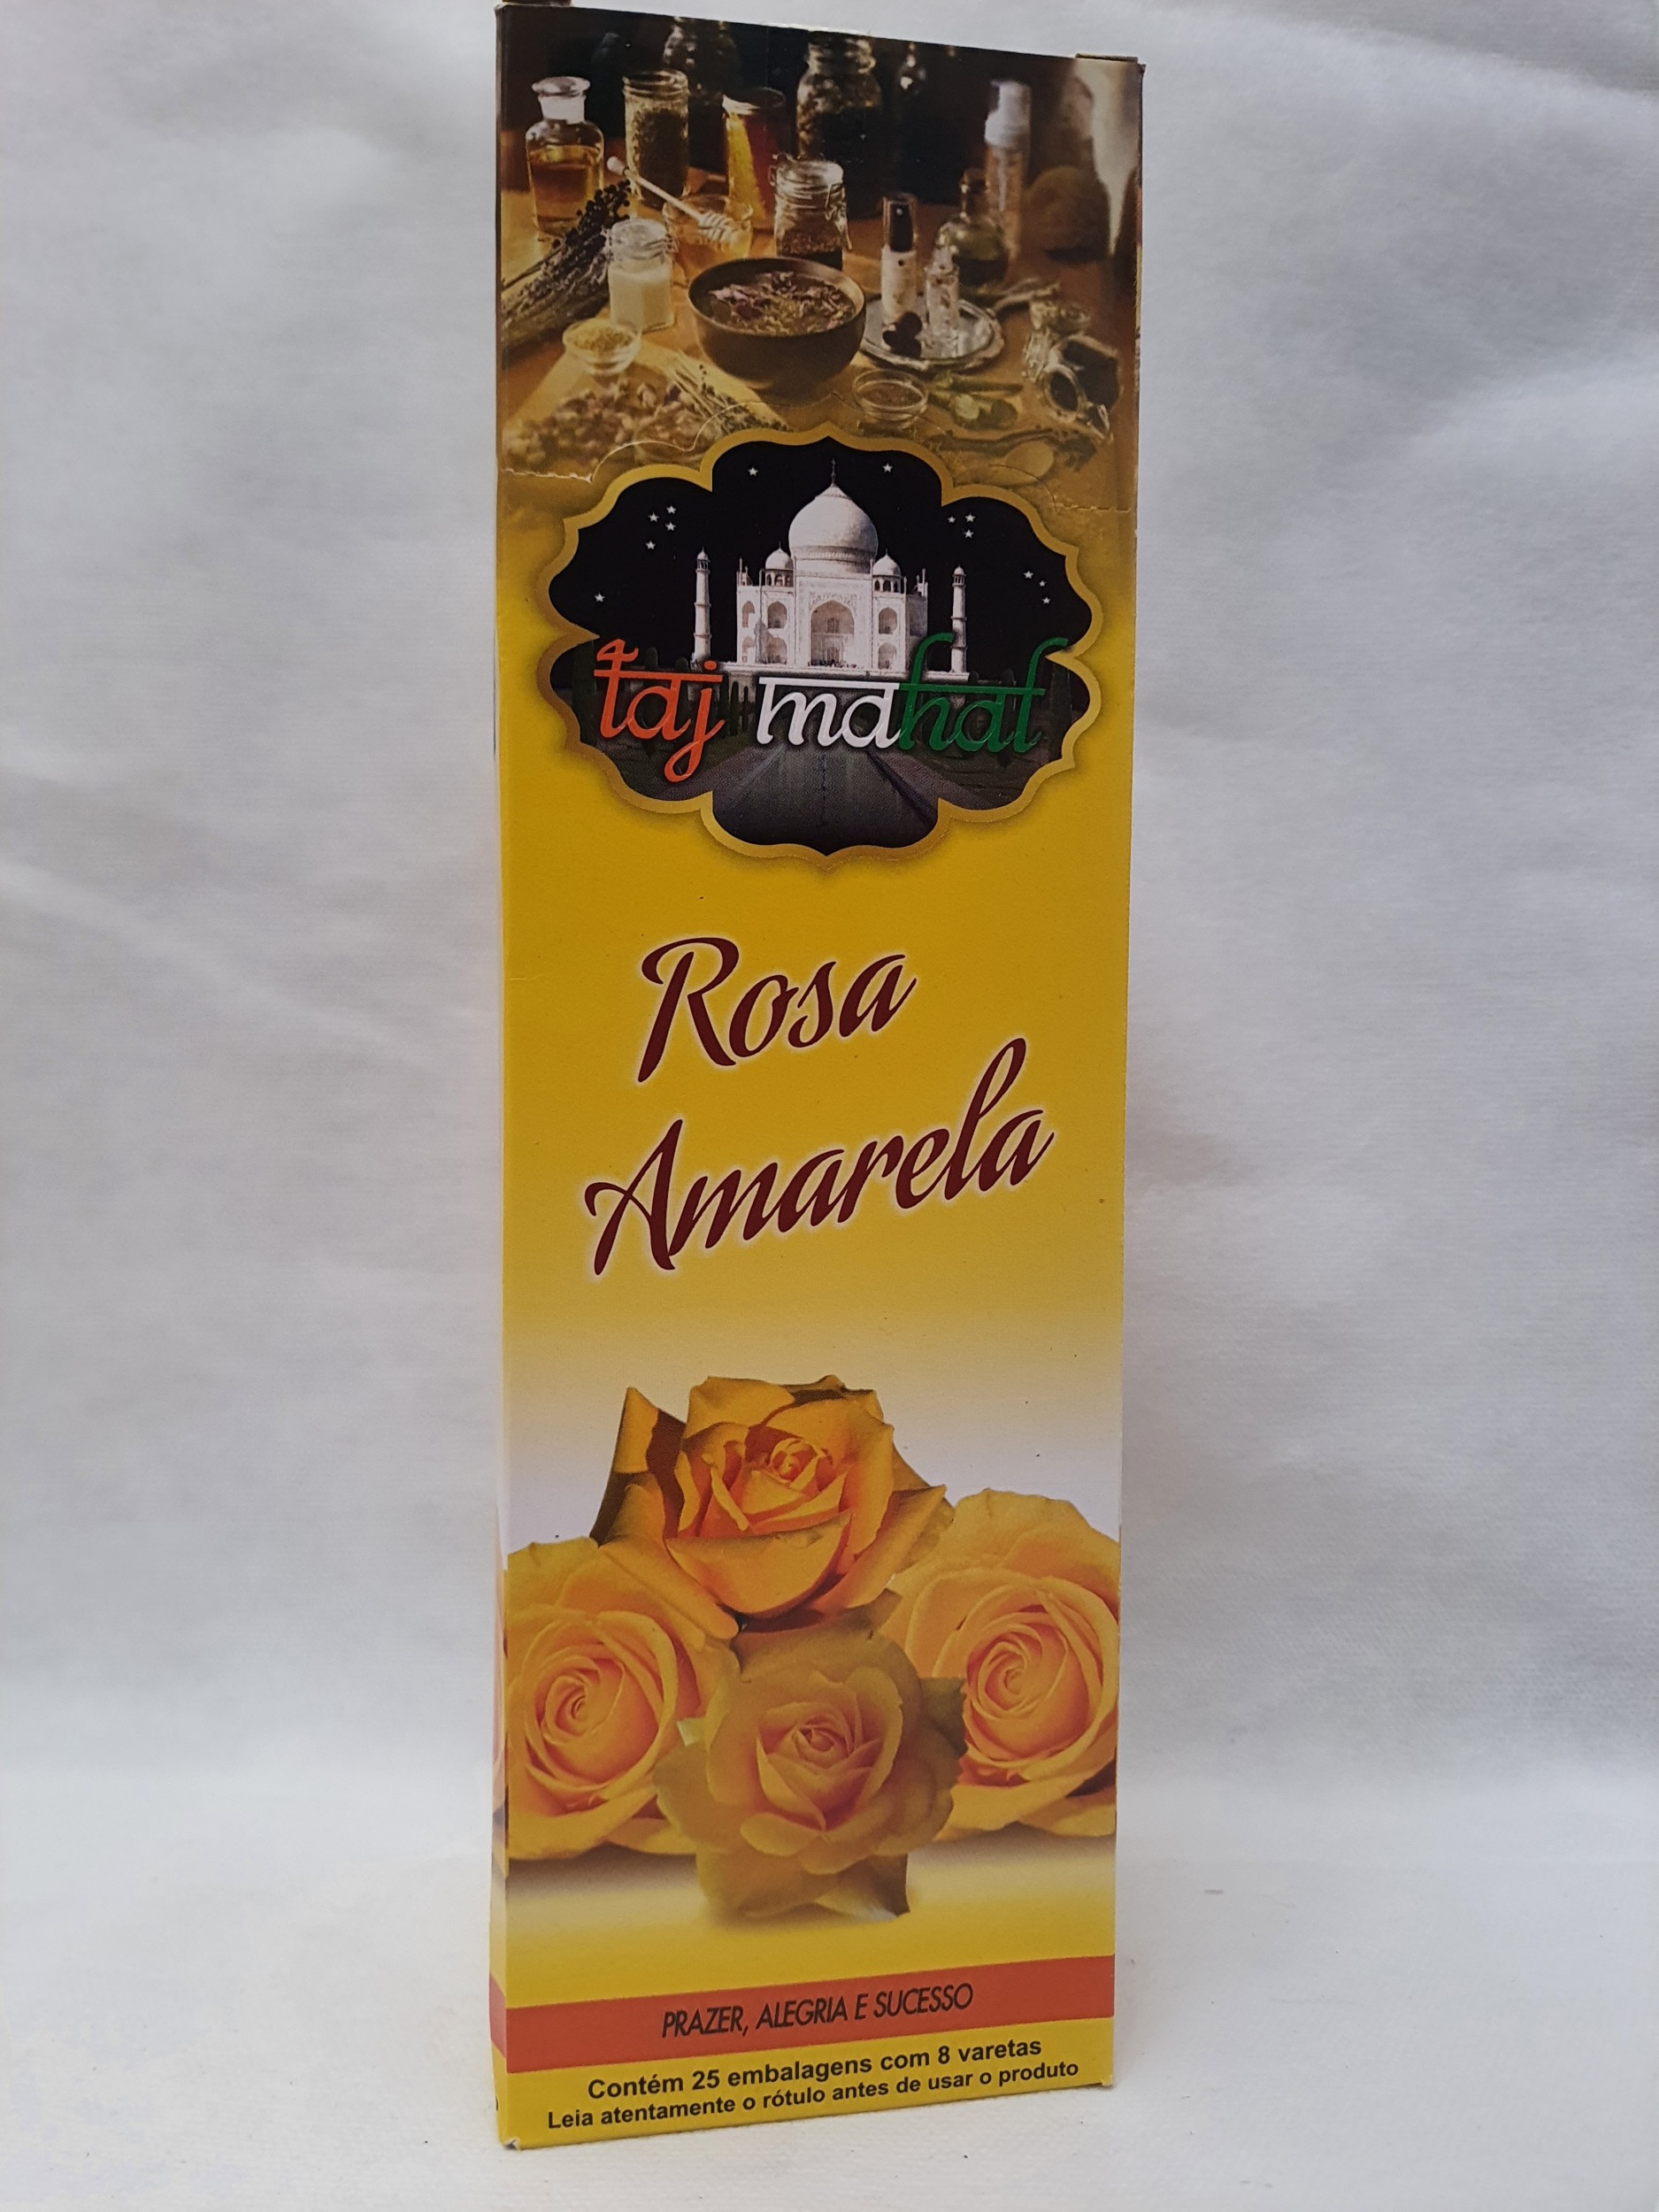 taj mahal
Rosa
Amarela
PRAZER, ALEGRIA E SUCESSO
Contém 25 embalagens com 8 varetas
Leia atentamente o rótulo antes de usar o produto